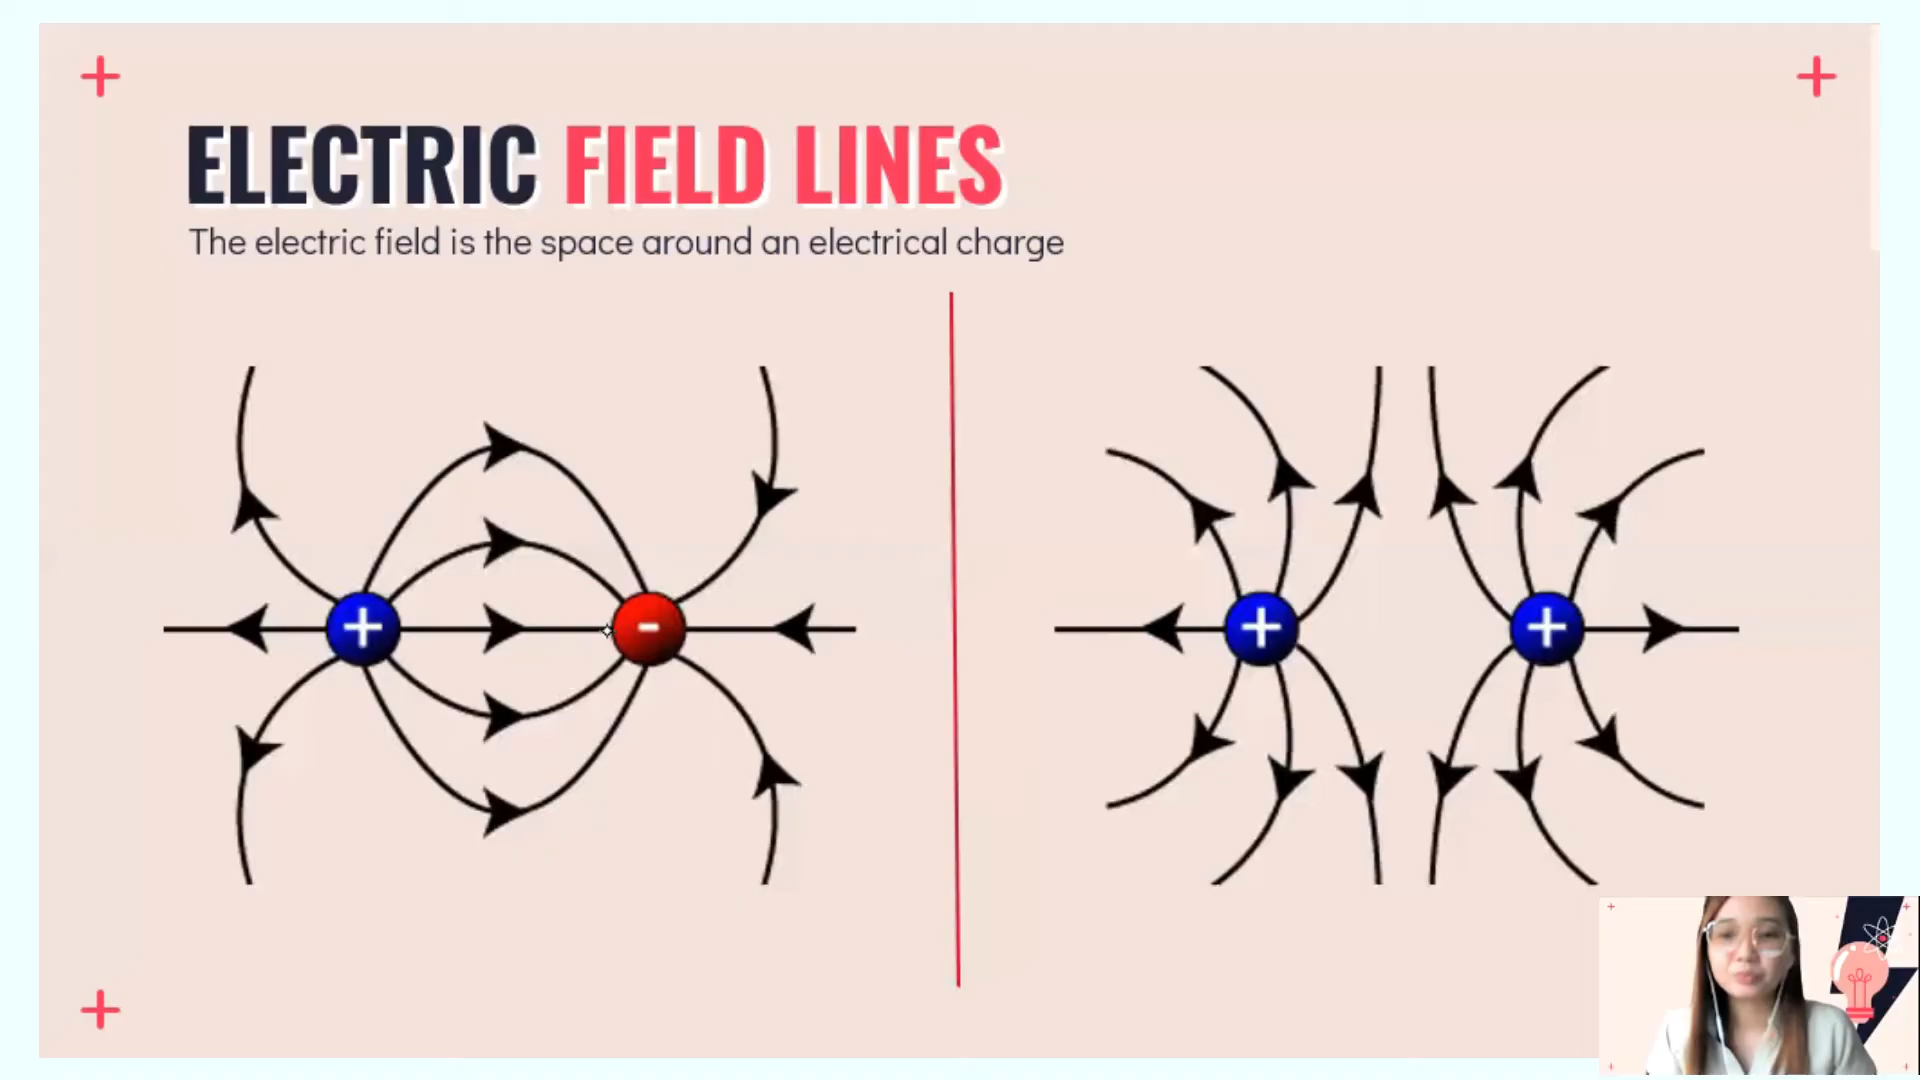 ELECTRIC FIELD LINES
The electric field is the space around an electrical charge
+ -
+ +